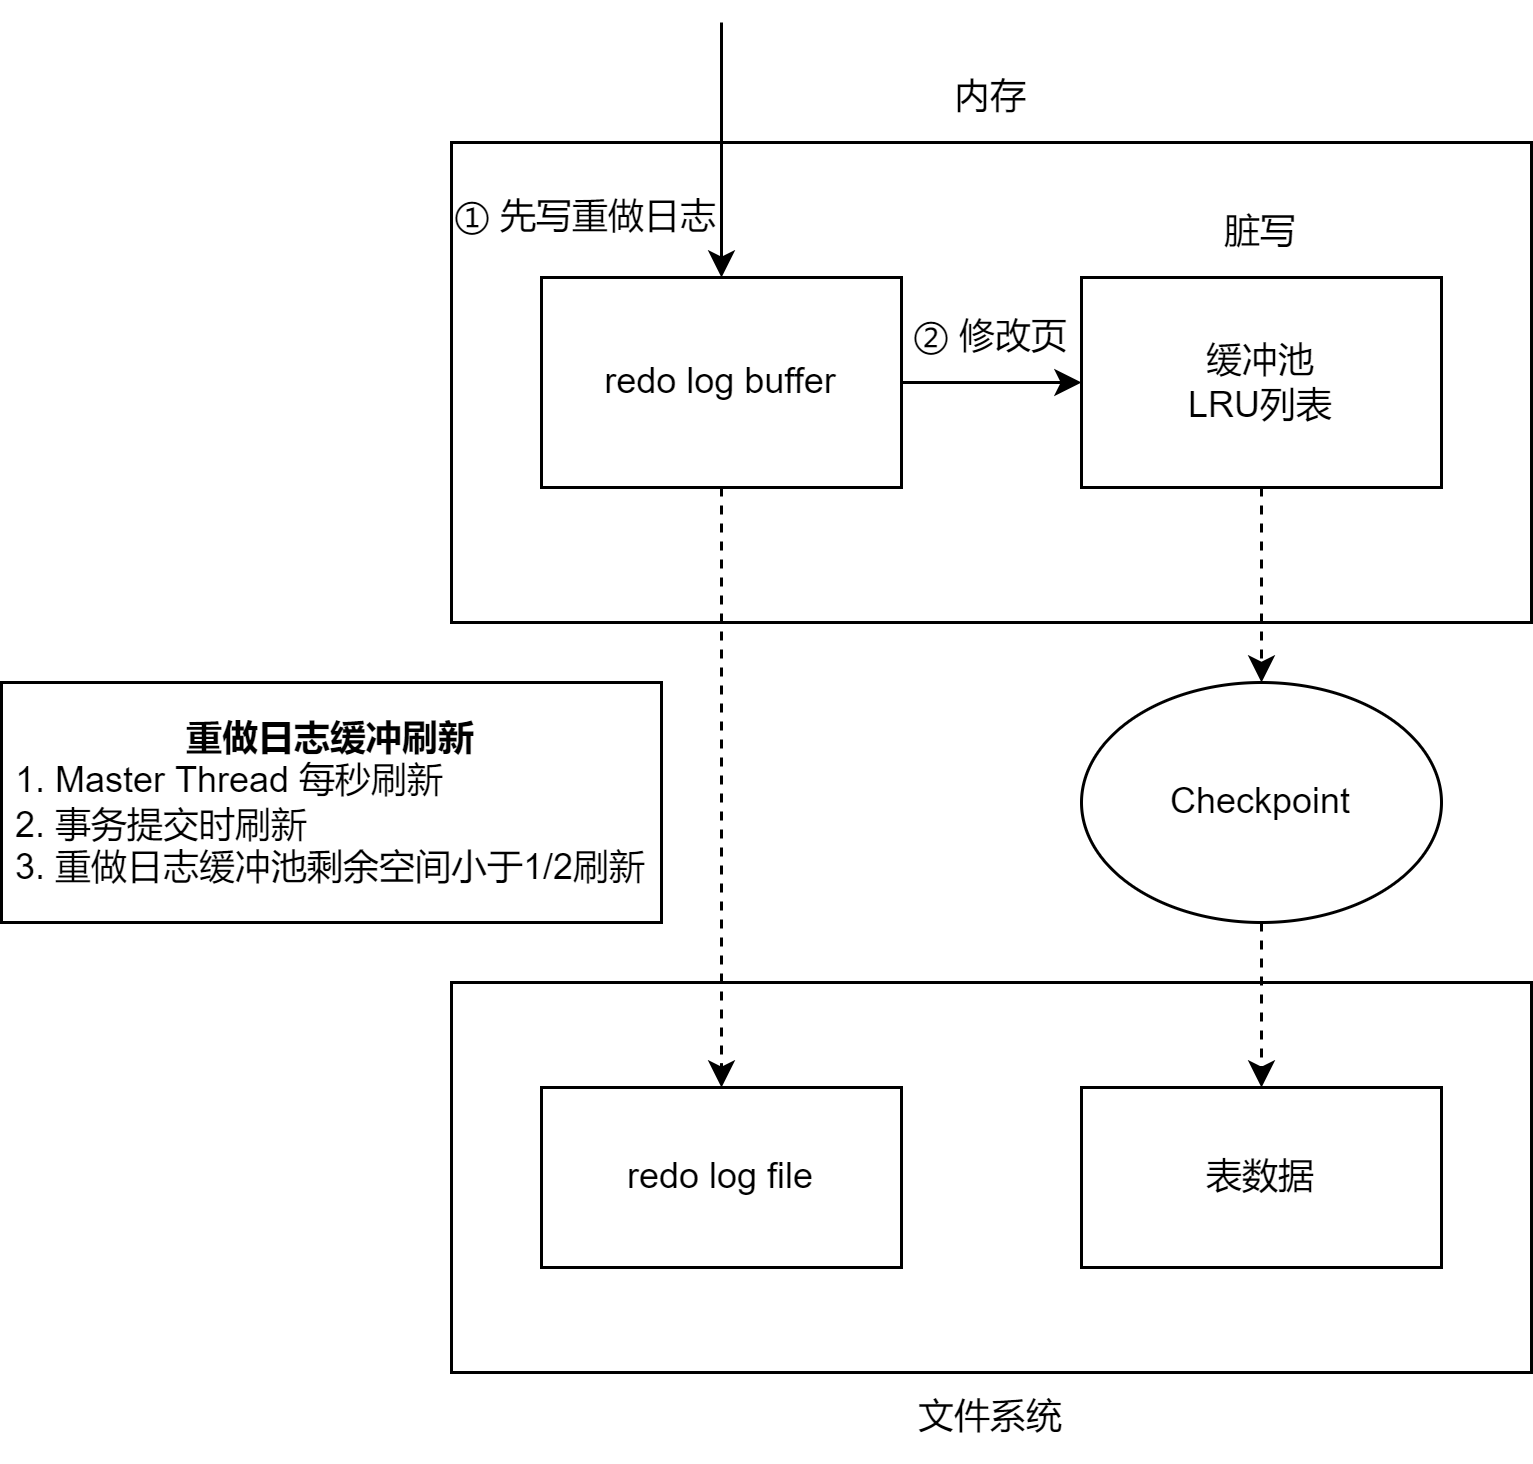 内存
① 先写重做日志
脏写
② 修改页
redo log buffer
缓冲池
LRU列表
重做日志缓冲刷新
1. Master Thread 每秒刷新
2. 事务提交时刷新
3. 重做日志缓冲池剩余空间小于1/2刷新
Checkpoint
redo log file
表数据
文件系统